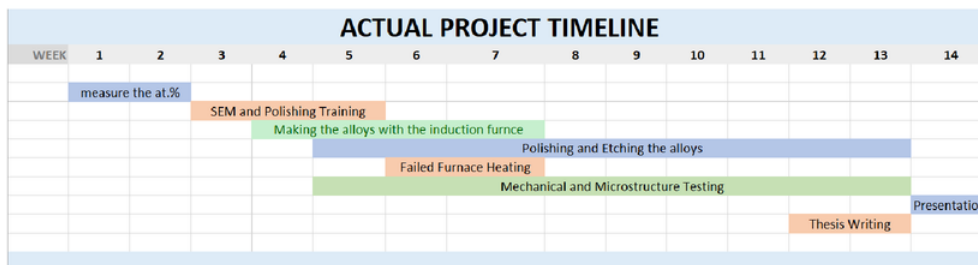 ACTUAL PROJECT TIMELINE
WEEK 1 2 3 4 5 6 7 8 9 10 11 12 13 14
measure the at.%
SEM and Polishing Training
Making the alloys with the induction furnce
Polishing and Etching the alloys
Failed Furnace Heating
Mechanical and Microstructure Testing
Presentatio
Thesis Writing